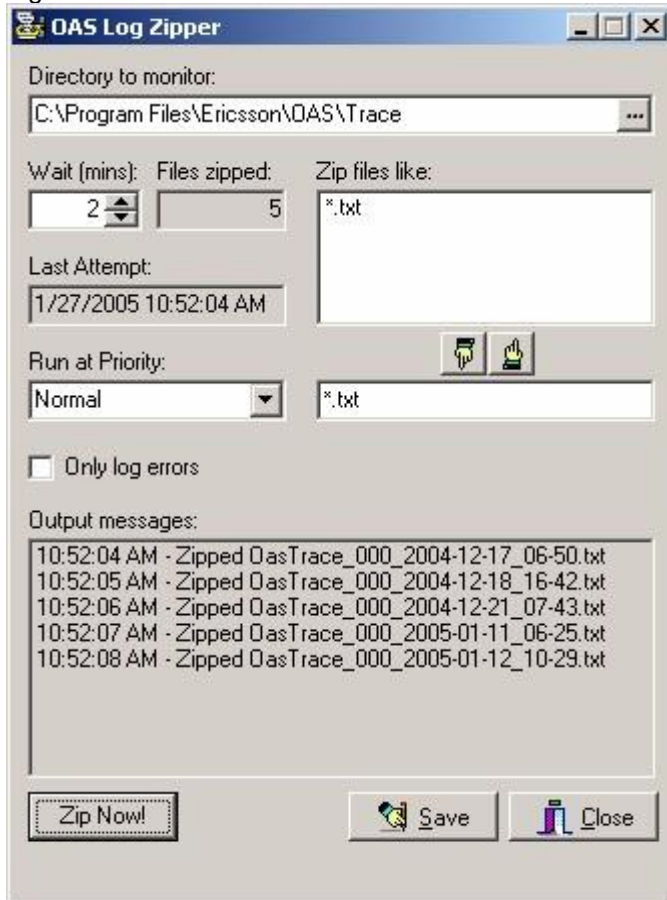 OAS Log Zipper
Directory to monitor:
C:\Program Files\Ericsson\OAS\Trace
...
Wait (mins): Files zipped: Zip files like:
2 5 *.txt
Last Attempt:
1/27/2005 10:52:04 AM
Run at Priority:
Normal *.txt
Only log errors
Output messages:
10:52:04 AM - Zipped OasTrace_000_2004-12-17_06-50.txt
10:52:05 AM - Zipped OasTrace_000_2004-12-18_16-42.txt
10:52:06 AM - Zipped OasTrace_000_2004-12-21_07-43.txt
10:52:07 AM - Zipped OasTrace_000_2005-01-11_06-25.txt
10:52:08 AM - Zipped OasTrace_000_2005-01-12_10-29.txt
Zip Now! Save Close